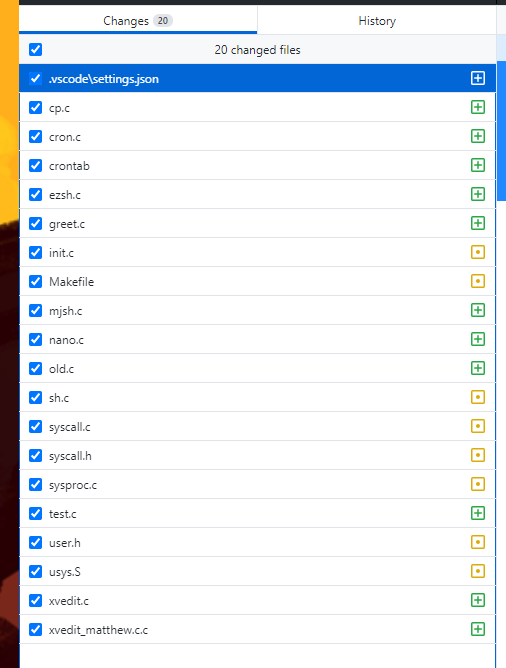 Changes 20 History
20 changed files
.vscode\settings.json
cp.c
cron.c
crontab
ezsh.c
greet.c
init.c
Makefile
mjsh.c
nano.c
old.c
sh.c
syscall.c
syscall.h
sysproc.c
test.c
user.h
usys.S
xvedit.c
xvedit_matthew.c.c